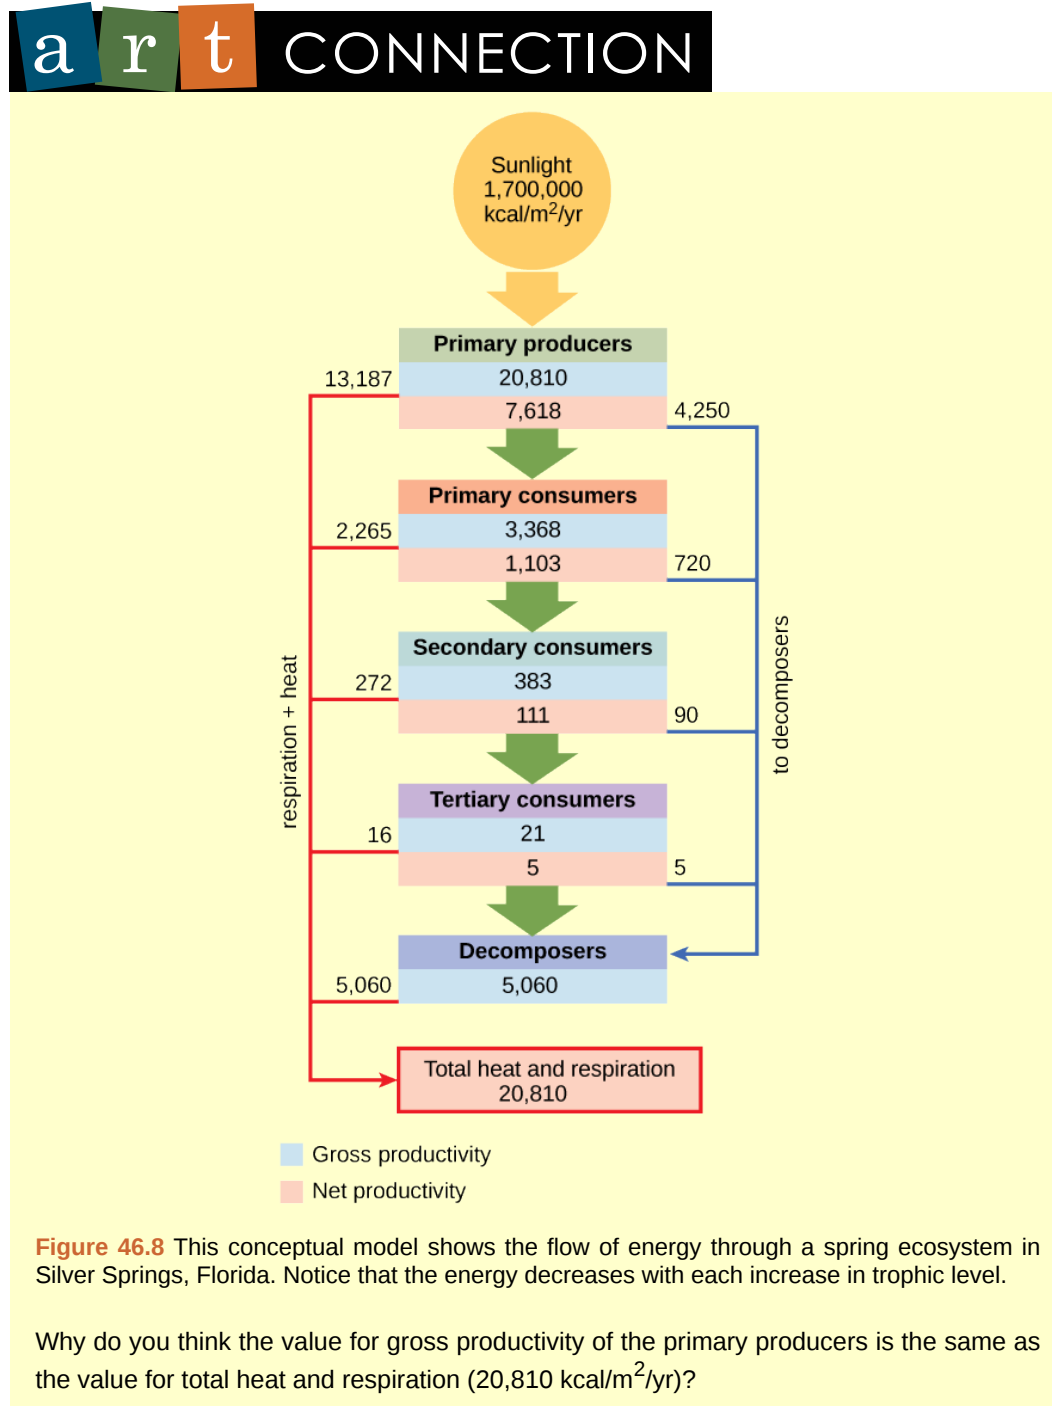 art CONNECTION
Sunlight
1,700,000
kcal/m²/yr
Primary producers
13,187
20,810
7,618
4,250
Primary consumers
2,265
3,368
1,103
720
Secondary consumers
272
383
111
90
respiration + heat
to decomposers
Tertiary consumers
16
21
5
5
Decomposers
5,060
5,060
Total heat and respiration
20,810
Gross productivity
Net productivity
Figure 46.8 This conceptual model shows the flow of energy through a spring ecosystem in
Silver Springs, Florida. Notice that the energy decreases with each increase in trophic level.
Why do you think the value for gross productivity of the primary producers is the same as
the value for total heat and respiration (20,810 kcal/m²/yr)?